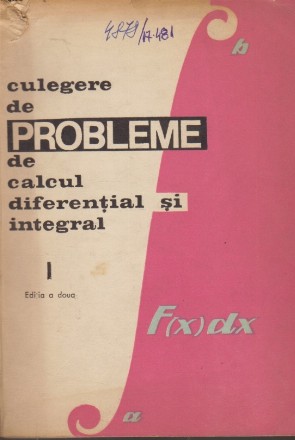 b
culegere
de
PROBLEME
de
calcul
diferențial și
integral
I
Ediția a doua
F(x)dx
a